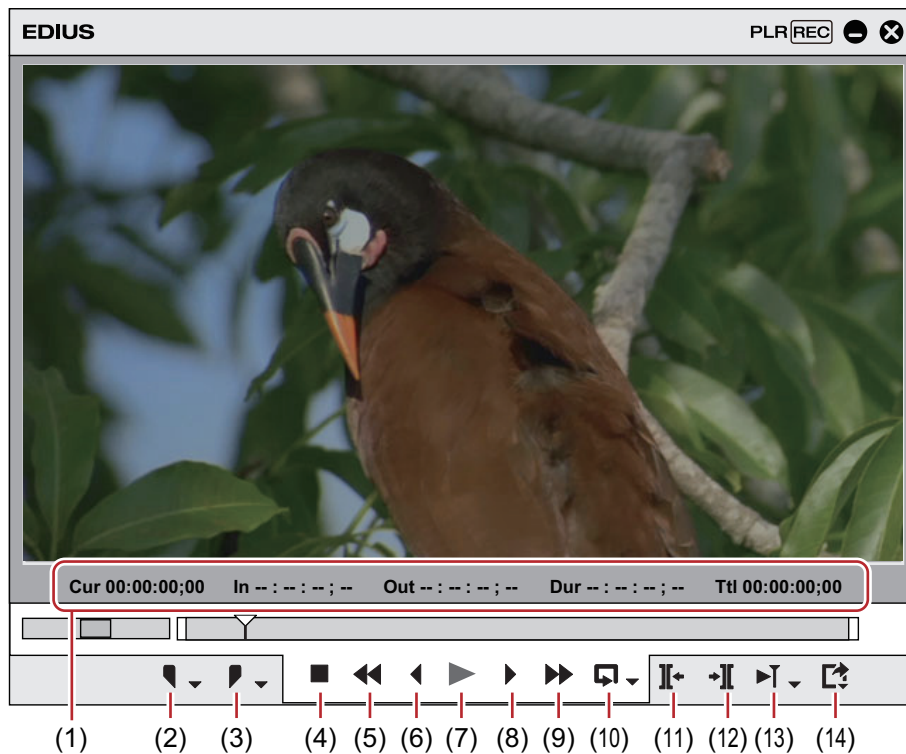 EDIUS PLR REC
Cur 00:00:00;00 In -- : -- : -- ; -- Out -- : -- : -- ; -- Dur -- : -- : -- ; -- Ttl 00:00:00;00
(1) (2) (3) (4) (5) (6) (7) (8) (9) (10) (11) (12) (13) (14)